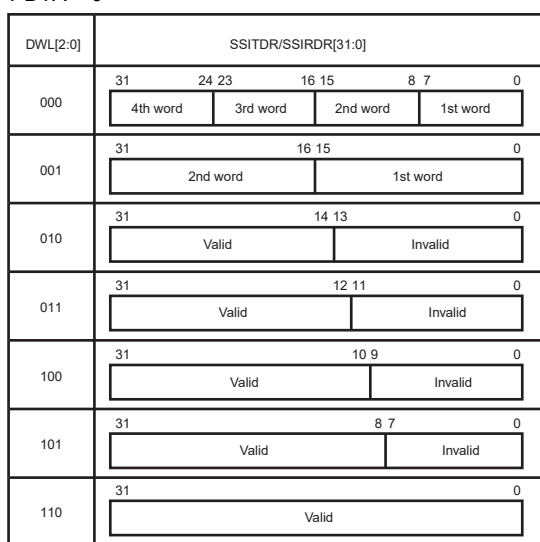 DWL[2:0] SSITDR/SSIRDR[31:0]
31 24 23 16 15 8 7 0
000 4th word 3rd word 2nd word 1st word
31 16 15 0
001 2nd word 1st word
31 14 13 0
010 Valid Invalid
31 12 11 0
011 Valid Invalid
31 10 9 0
100 Valid Invalid
31 8 7 0
101 Valid Invalid
31 0
110 Valid